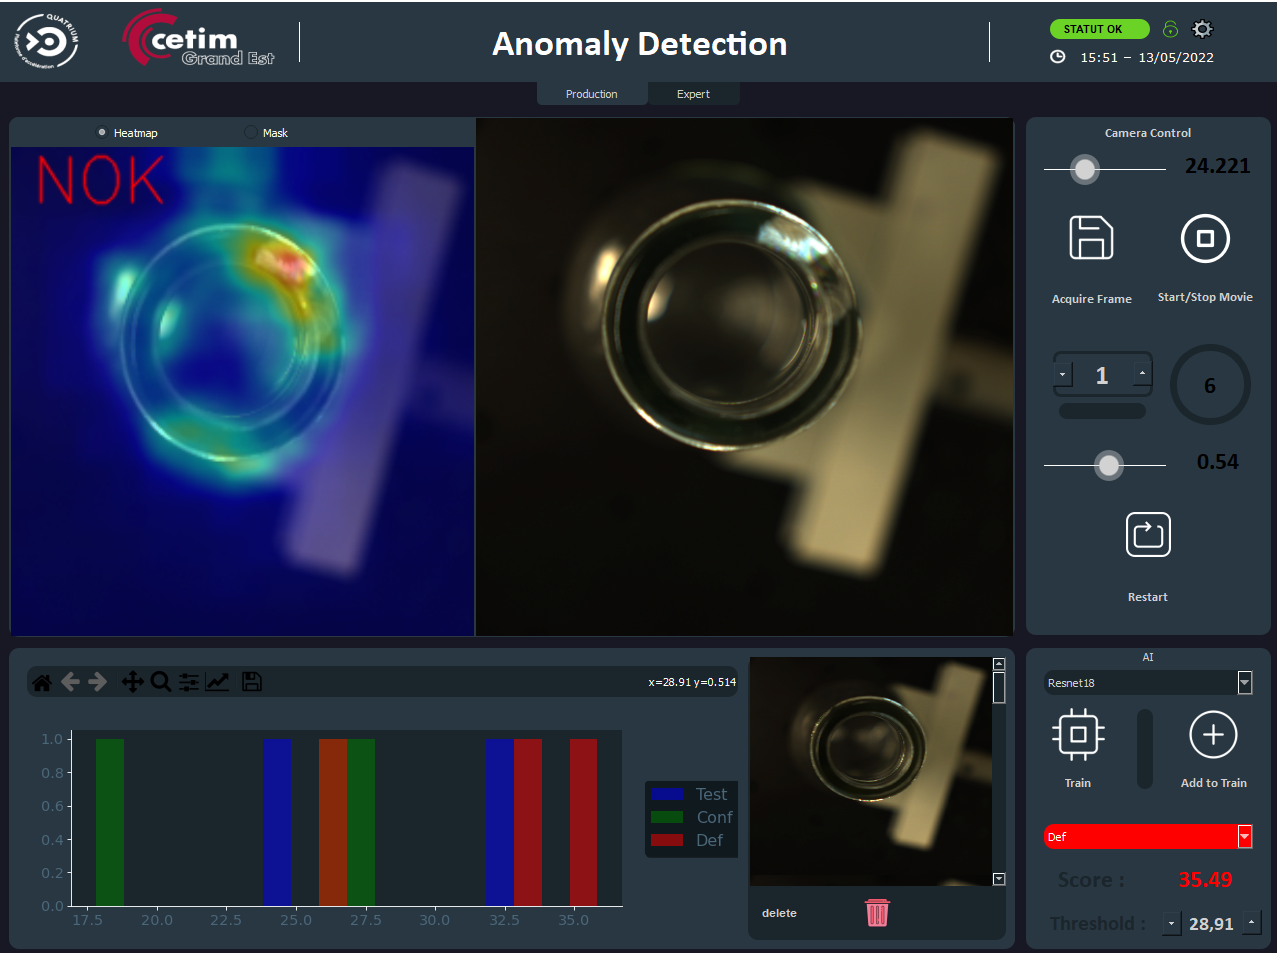 QUATRIUM
cetim
Grand Est
Anomaly Detection
STATUT OK
15:51 – 13/05/2022
Production
Expert
Heatmap
Mask
NOK
Camera Control
24.221
Acquire Frame
Start/Stop Movie
1
6
0.54
Restart
x=28.91 y=0.514
1.0
0.8
0.6
0.4
0.2
0.0
17.5
20.0
22.5
25.0
27.5
30.0
32.5
35.0
Test
Conf
Def
delete
AI
Resnet18
Train
Add to Train
Def
Score : 35.49
Threshold : 28,91